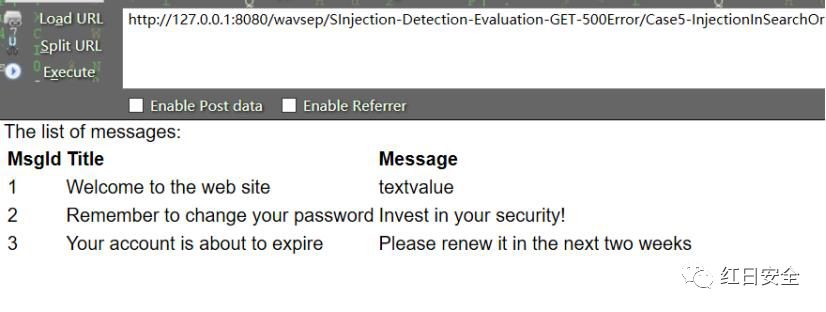 Load URL
http://127.0.0.1:8080/wavsep/SInjection-Detection-Evaluation-GET-500Error/Case5-InjectionInSearchOr
Split URL
Execute
Enable Post data Enable Referrer
The list of messages:
MsgId Title Message
1 Welcome to the web site textvalue
2 Remember to change your password Invest in your security!
3 Your account is about to expire Please renew it in the next two weeks
红日安全